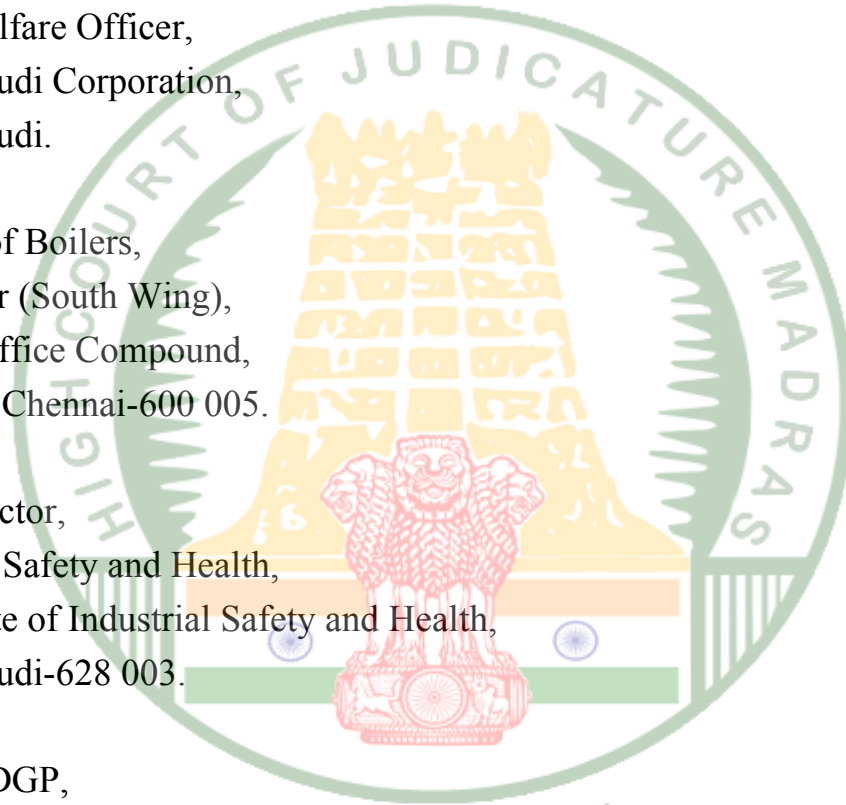 lfare Officer,
udi Corporation,
udi.
of Boilers,
r (South Wing),
ffice Compound,
Chennai-600 005.
ctor,
Safety and Health,
te of Industrial Safety and Health,
udi-628 003.
DGP,
HIGH COURT OF JUDICATURE MADRAS